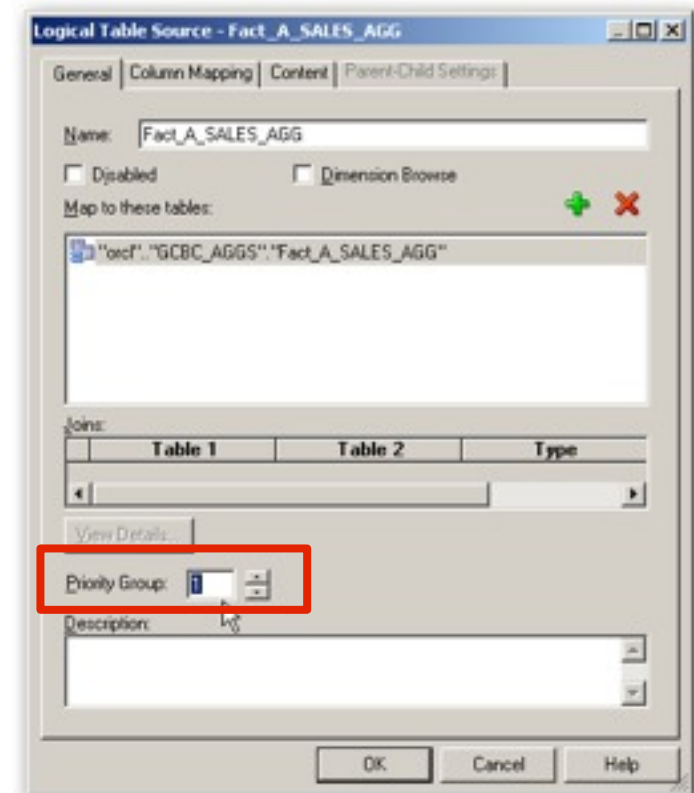 Logical Table Source - Fact_A_SALES_AGG
General Column Mapping Content Parent-Child Settings
Name: Fact_A_SALES_AGG
Disabled Dimension Browse
Map to these tables:
"orcl".."GCBC_AGGS"."Fact_A_SALES_AGG"
Joins:
Table 1 Table 2 Type
View Details...
Priority Group: 1
Description:
OK Cancel Help